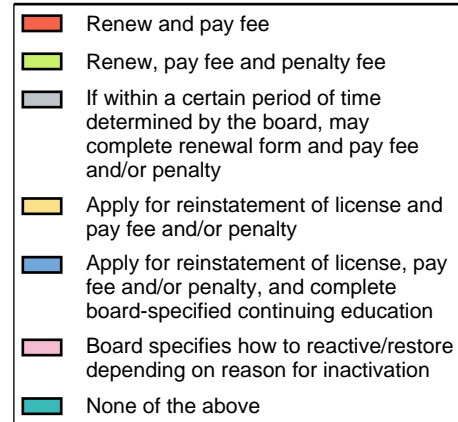 Renew and pay fee
Renew, pay fee and penalty fee
If within a certain period of time
determined by the board, may
complete renewal form and pay fee
and/or penalty
Apply for reinstatement of license and
pay fee and/or penalty
Apply for reinstatement of license, pay
fee and/or penalty, and complete
board-specified continuing education
Board specifies how to reactive/restore
depending on reason for inactivation
None of the above